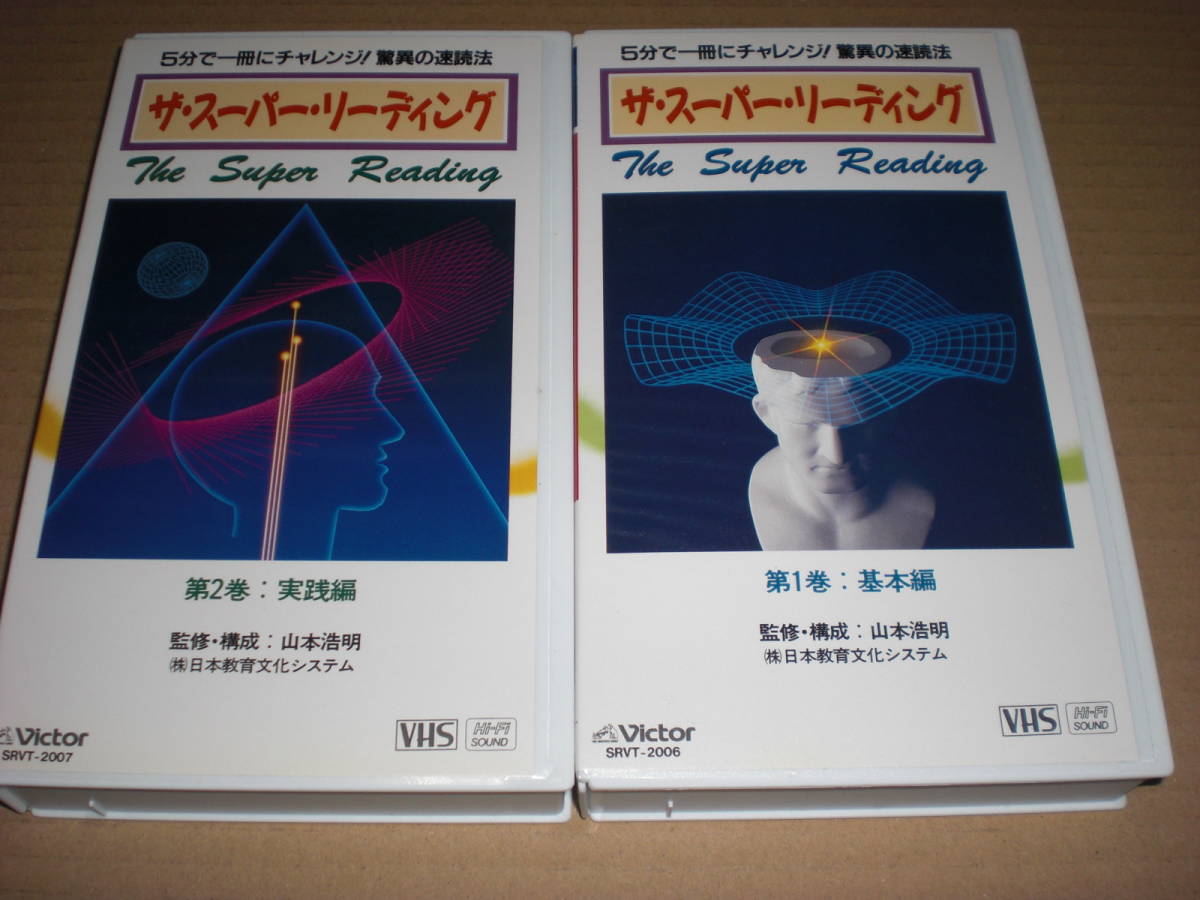 5分で一冊にチャレンジ! 驚異の速読法
ザ・スーパー・リーディング
The Super Reading
第2巻：実践編
監修・構成：山本浩明
㈱日本教育文化システム
Victor
SRVT-2007
VHS
Hi-Fi
SOUND
5分で一冊にチャレンジ! 驚異の速読法
ザ・スーパー・リーディング
The Super Reading
第1巻：基本編
監修・構成：山本浩明
㈱日本教育文化システム
Victor
SRVT-2006
VHS
Hi-Fi
SOUND